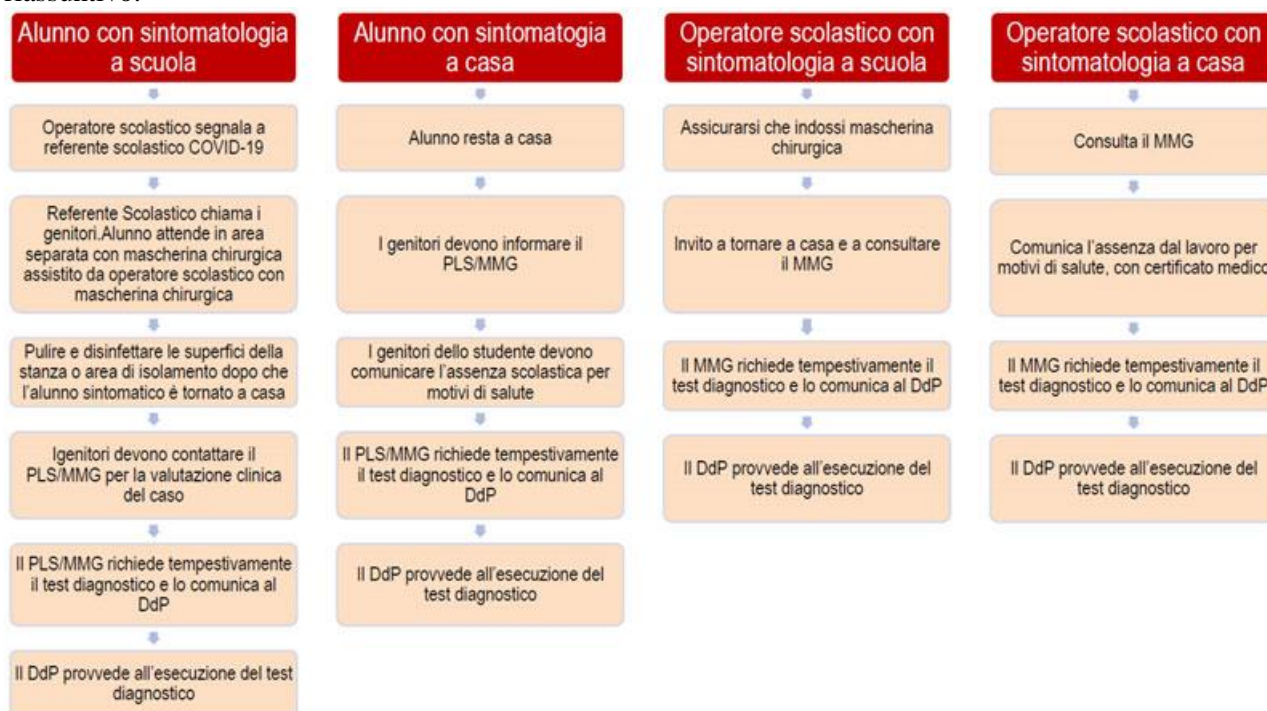 riassuntivo.
Alunno con sintomatologia
a scuola
Operatore scolastico segnala a
referente scolastico COVID-19
Referente Scolastico chiama i
genitori.Alunno attende in area
separata con mascherina chirurgica
assistito da operatore scolastico con
mascherina chirurgica
Pulire e disinfettare le superfici della
stanza o area di isolamento dopo che
l'alunno sintomatico è tornato a casa
Igenitori devono contattare il
PLS/MMG per la valutazione clinica
del caso
Il PLS/MMG richiede tempestivamente
il test diagnostico e lo comunica al
DdP
Il DdP provvede all'esecuzione del test
diagnostico
Alunno con sintomatogia
a casa
Alunno resta a casa
I genitori devono informare il
PLS/MMG
I genitori dello studente devono
comunicare l'assenza scolastica per
motivi di salute
Il PLS/MMG richiede tempestivamente
il test diagnostico e lo comunica al
DdP
Il DdP provvede all'esecuzione del
test diagnostico
Operatore scolastico con
sintomatologia a scuola
Assicurarsi che indossi mascherina
chirurgica
Invito a tornare a casa e a consultare
il MMG
Il MMG richiede tempestivamente il
test diagnostico e lo comunica al DdP
Il DdP provvede all'esecuzione del
test diagnostico
Operatore scolastico con
sintomatologia a casa
Consulta il MMG
Comunica l'assenza dal lavoro per
motivi di salute, con certificato medico
Il MMG richiede tempestivamente il
test diagnostico e lo comunica al DdP
Il DdP provvede all'esecuzione del
test diagnostico